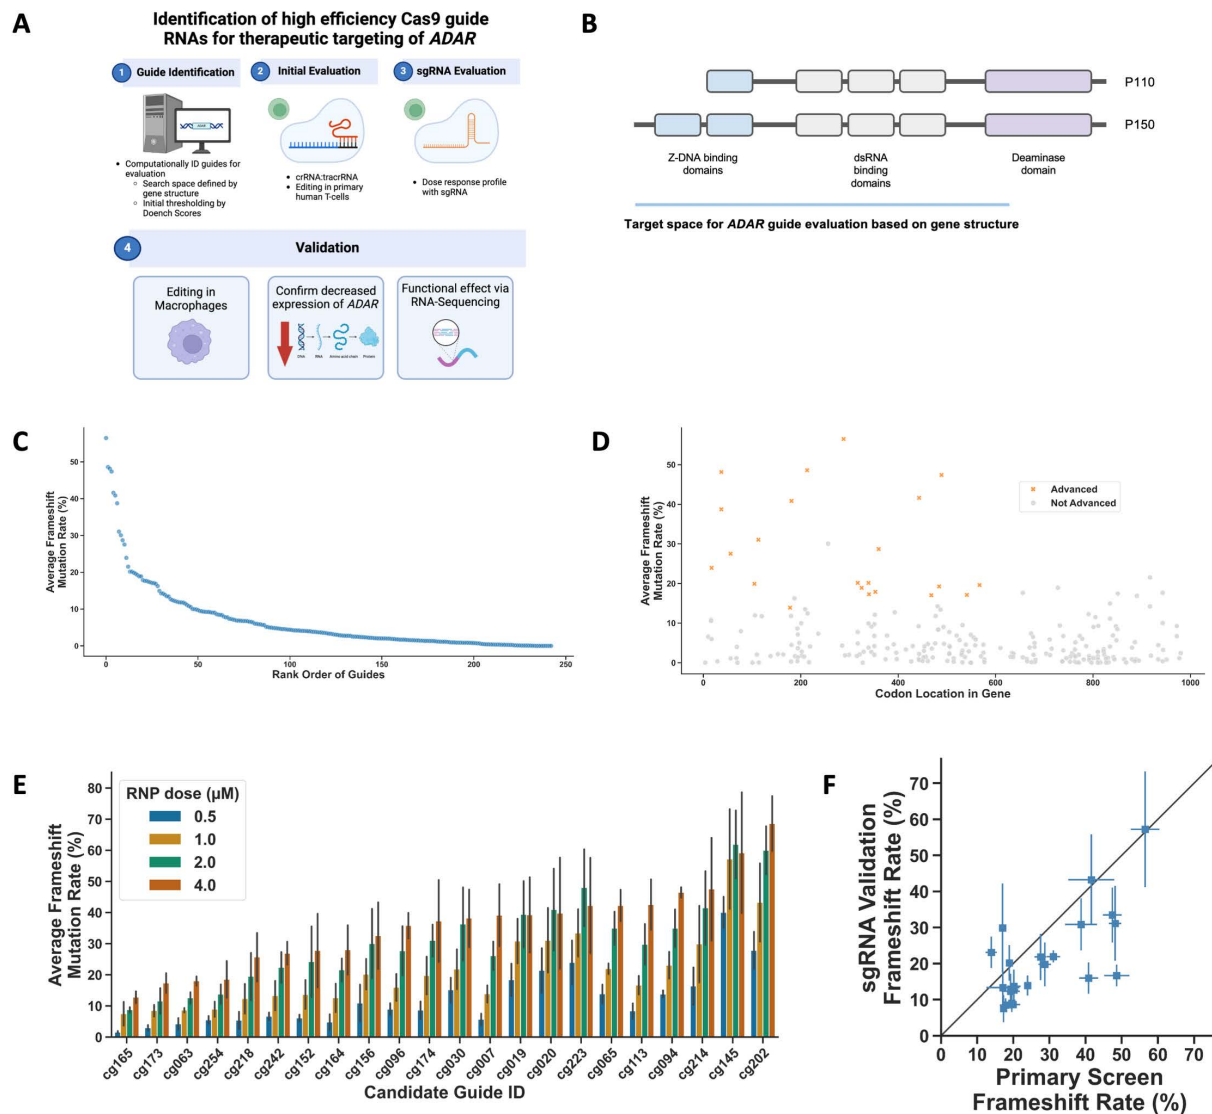 A
Identification of high efficiency Cas9 guide
RNAs for therapeutic targeting of ADAR
1 Guide Identification
2 Initial Evaluation
3 sgRNA Evaluation
ADAR
• Computationally ID guides for
evaluation
○ Search space defined by
gene structure
○ Initial thresholding by
Doench Scores
• crRNA:tracrRNA
• Editing in primary
human T-cells
• Dose response profile
with sgRNA
4 Validation
Editing in
Macrophages
Confirm decreased
expression of ADAR
DNA RNA Amino acid chain Protein
Functional effect via
RNA-Sequencing
B
P110
P150
Z-DNA binding
domains
dsRNA
binding
domains
Deaminase
domain
Target space for ADAR guide evaluation based on gene structure
C
Average Frameshift
Mutation Rate (%)
50
40
30
20
10
0
0 50 100 150 200 250
Rank Order of Guides
D
Average Frameshift
Mutation Rate (%)
50
40
30
20
10
0
Advanced
Not Advanced
0 200 400 600 800 1000
Codon Location in Gene
E
Average Frameshift
Mutation Rate (%)
80
70
60
50
40
30
20
10
0
RNP dose (μM)
0.5
1.0
2.0
4.0
cg165 cg173 cg063 cg254 cg218 cg242 cg152 cg164 cg156 cg096 cg174 cg030 cg007 cg019 cg020 cg223 cg065 cg113 cg094 cg214 cg145 cg202
Candidate Guide ID
F
sgRNA Validation
Frameshift Rate (%)
70
60
50
40
30
20
10
0
0 10 20 30 40 50 60 70
Primary Screen
Frameshift Rate (%)